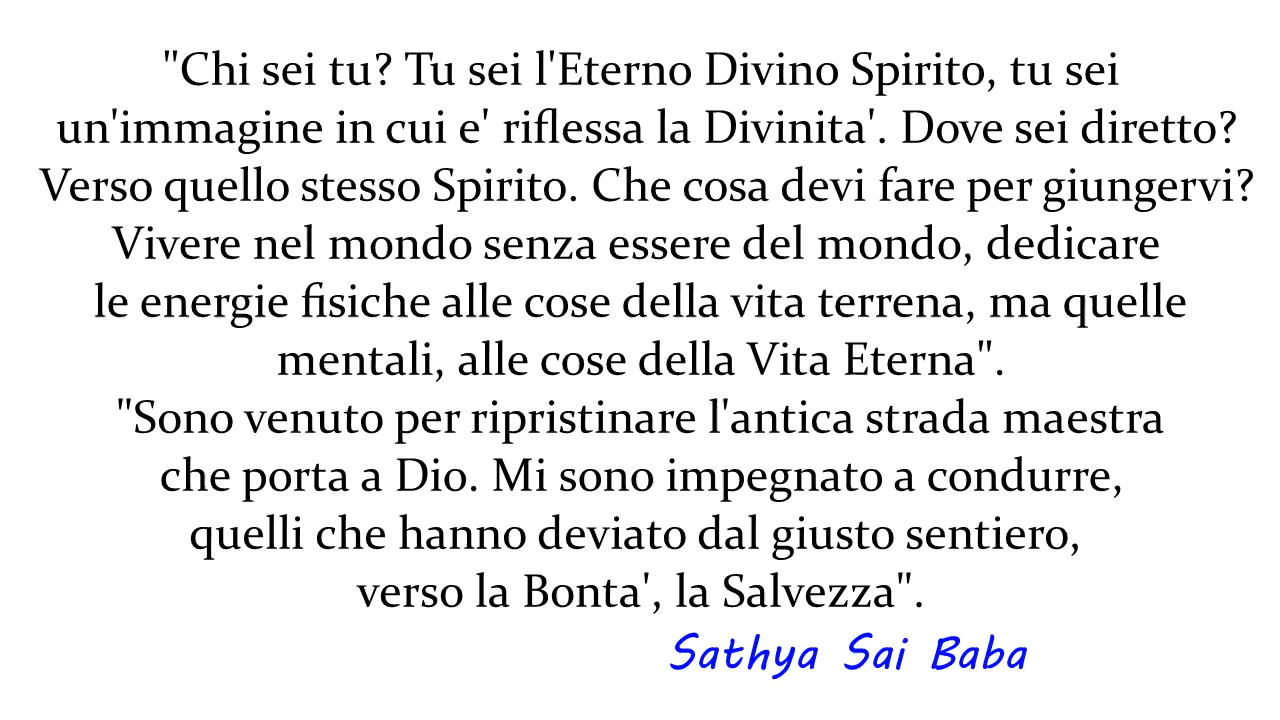 "Chi sei tu? Tu sei l'Eterno Divino Spirito, tu sei
un'immagine in cui e' riflessa la Divinita'. Dove sei diretto?
Verso quello stesso Spirito. Che cosa devi fare per giungervi?
Vivere nel mondo senza essere del mondo, dedicare
le energie fisiche alle cose della vita terrena, ma quelle
mentali, alle cose della Vita Eterna".
"Sono venuto per ripristinare l'antica strada maestra
che porta a Dio. Mi sono impegnato a condurre,
quelli che hanno deviato dal giusto sentiero,
verso la Bonta', la Salvezza".
Sathya Sai Baba